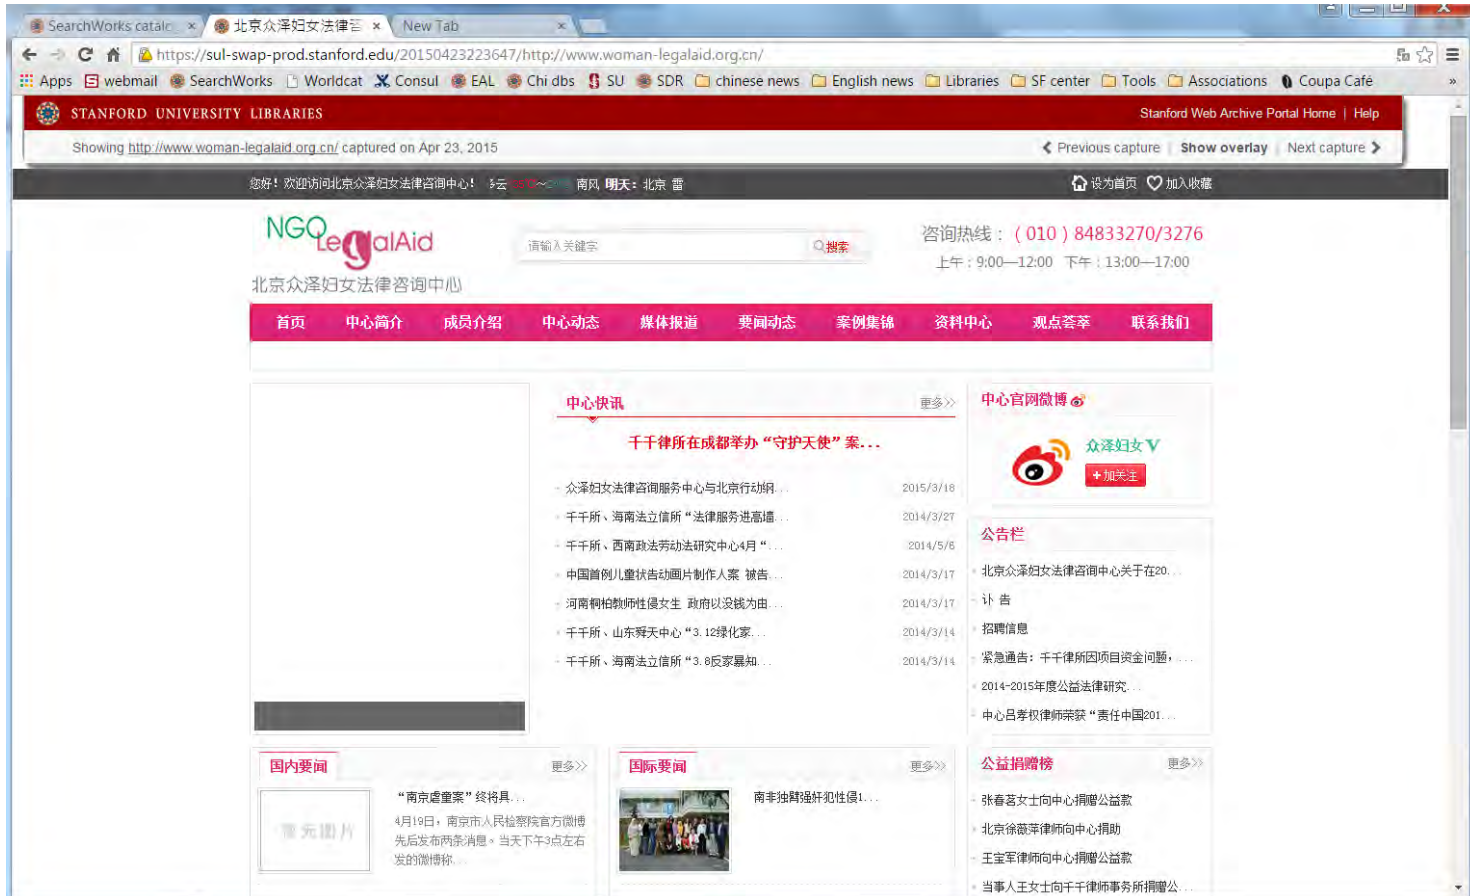 SearchWorks catalo
北京众泽妇女法律咨
New Tab
https://sul-swap-prod.stanford.edu/20150423223647/http://www.woman-legalaid.org.cn/
Apps webmail SearchWorks Worldcat Consul EAL Chi dbs SU SDR chinese news English news Libraries SF center Tools Associations Coupa Café »
STANFORD UNIVERSITY LIBRARIES
Stanford Web Archive Portal Home | Help
Showing http://www.woman-legalaid.org.cn/ captured on Apr 23, 2015
Previous capture Show overlay Next capture
您好！欢迎访问北京众泽妇女法律咨询中心！ 多云 ~ 南风 明天：北京 雷
设为首页 加入收藏
NGO
LegalAid
北京众泽妇女法律咨询中心
请输入关键字
搜索
咨询热线：（010）84833270/3276
上午：9:00—12:00 下午：13:00—17:00
首页 中心简介 成员介绍 中心动态 媒体报道 要闻动态 案例集锦 资料中心 观点荟萃 联系我们
中心快讯 更多>>
千千律所在成都举办“守护天使”案...
众泽妇女法律咨询服务中心与北京行动纲... 2015/3/18
千千所、海南法立信所“法律服务进高墙... 2014/3/27
千千所、西南政法劳动法研究中心4月“... 2014/5/6
中国首例儿童状告动画片制作人案 被告... 2014/3/17
河南桐柏教师性侵女生 政府以没钱为由... 2014/3/17
千千所、山东舜天中心“3.12绿化家... 2014/3/14
千千所、海南法立信所“3.8反家暴知... 2014/3/14
中心官网微博
众泽妇女V
+加关注
公告栏
北京众泽妇女法律咨询中心关于在20...
讣 告
招聘信息
紧急通告：千千律所因项目资金问题，...
2014-2015年度公益法律研究...
中心吕孝权律师荣获“责任中国201...
国内要闻 更多>>
暂无图片
“南京虐童案”终将具...
4月19日，南京市人民检察院官方微博
先后发布两条消息。当天下午3点左右
发的微博称...
国际要闻 更多>>
南非独臂强奸犯性侵1...
公益捐赠榜 更多>>
张春茗女士向中心捐赠公益款
北京徐薇萍律师向中心捐助
王宝军律师向中心捐赠公益款
当事人王女士向千千律师事务所捐赠公...